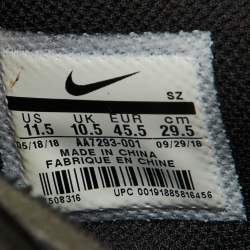 SZ
US UK EUR cm
11.5 10.5 45.5 29.5
05/18/18 AA7293-001 09/29/18
MADE IN CHINA
FABRIQUE EN CHINE
508316
UPC 00191885816456